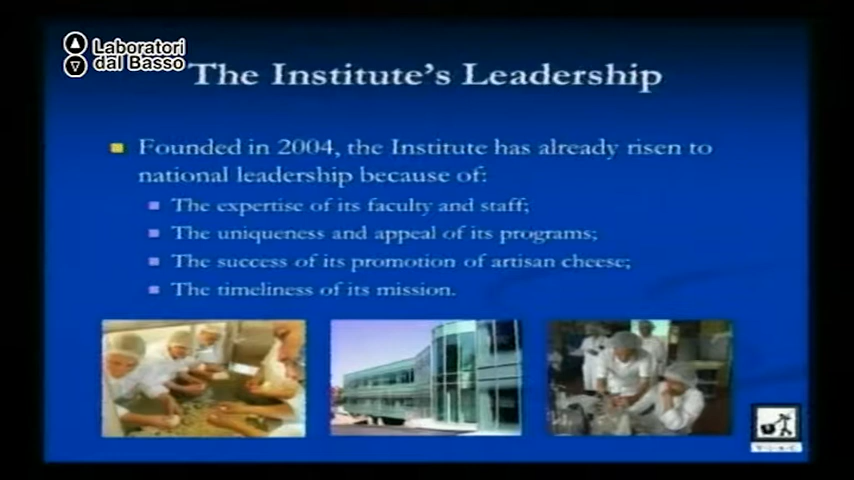 Laboratori
dal Basso
The Institute's Leadership
Founded in 2004, the Institute has already risen to
national leadership because of:
The expertise of its faculty and staff;
The uniqueness and appeal of its programs;
The success of its promotion of artisan cheese;
The timeliness of its mission.